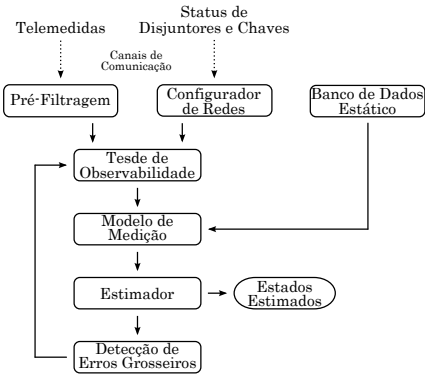 Status de
Telemedidas
Disjuntores e Chaves
Canais de
Comunicação
Pré-Filtragem
Configurador
de Redes
Banco de Dados
Estático
Tesde de
Observabilidade
Modelo de
Medição
Estimador
Estados
Estimados
Detecção de
Erros Grosseiros